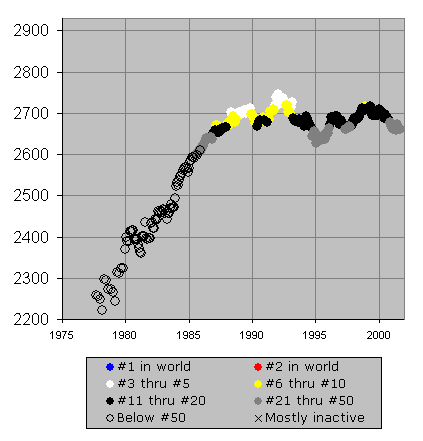 2900
2800
2700
2600
2500
2400
2300
2200
1975 1980 1985 1990 1995 2000
#1 in world #2 in world
#3 thru #5 #6 thru #10
#11 thru #20 #21 thru #50
Below #50 Mostly inactive